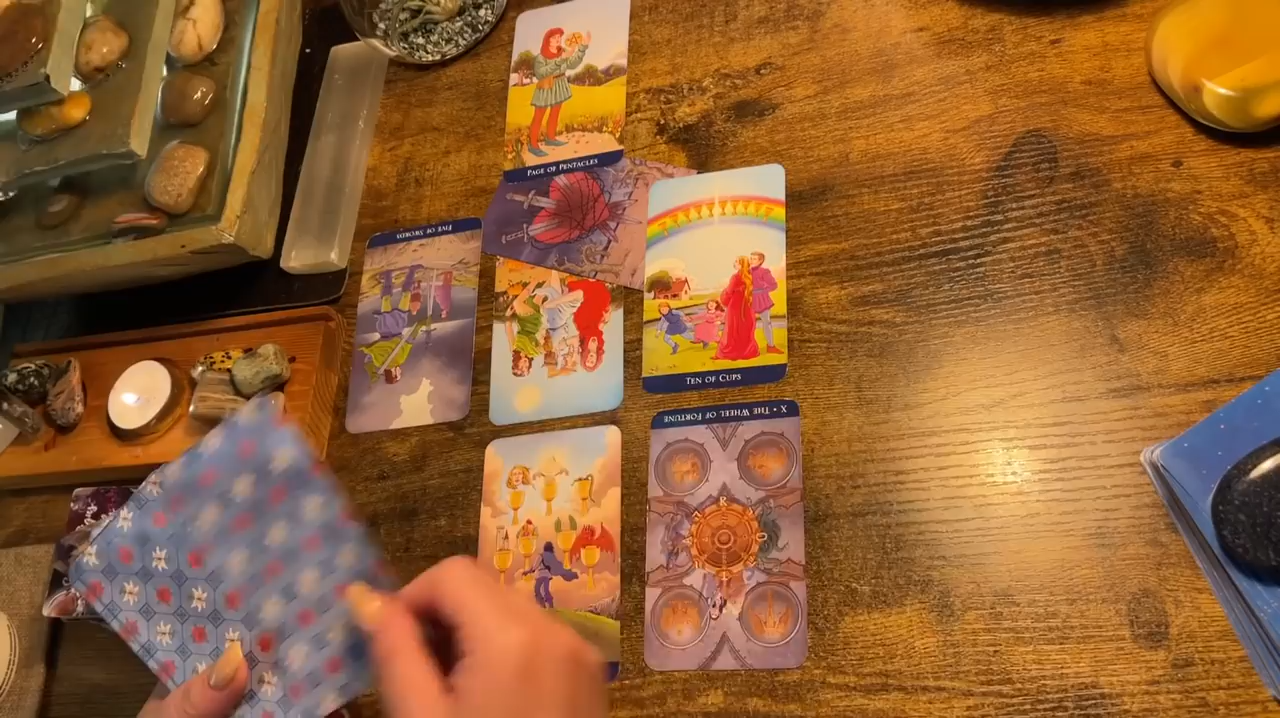 PAGE OF PENTACLES
FIVE OF SWORDS
TEN OF CUPS
X • THE WHEEL OF FORTUNE